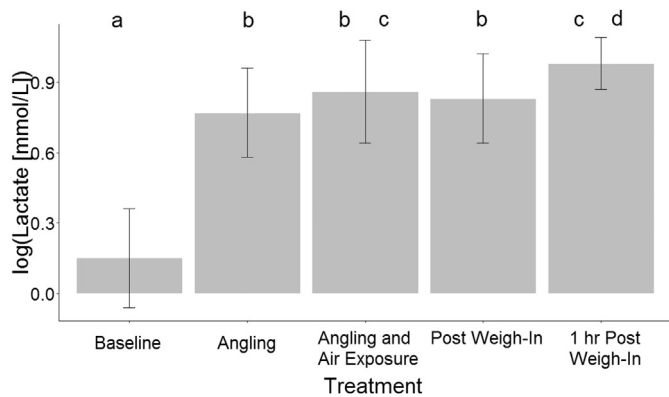 a b b c b c d
log(Lactate [mmol/L])
0.9
0.6
0.3
0.0
Baseline Angling Angling and Post Weigh-In 1 hr Post
Air Exposure Weigh-In
Treatment